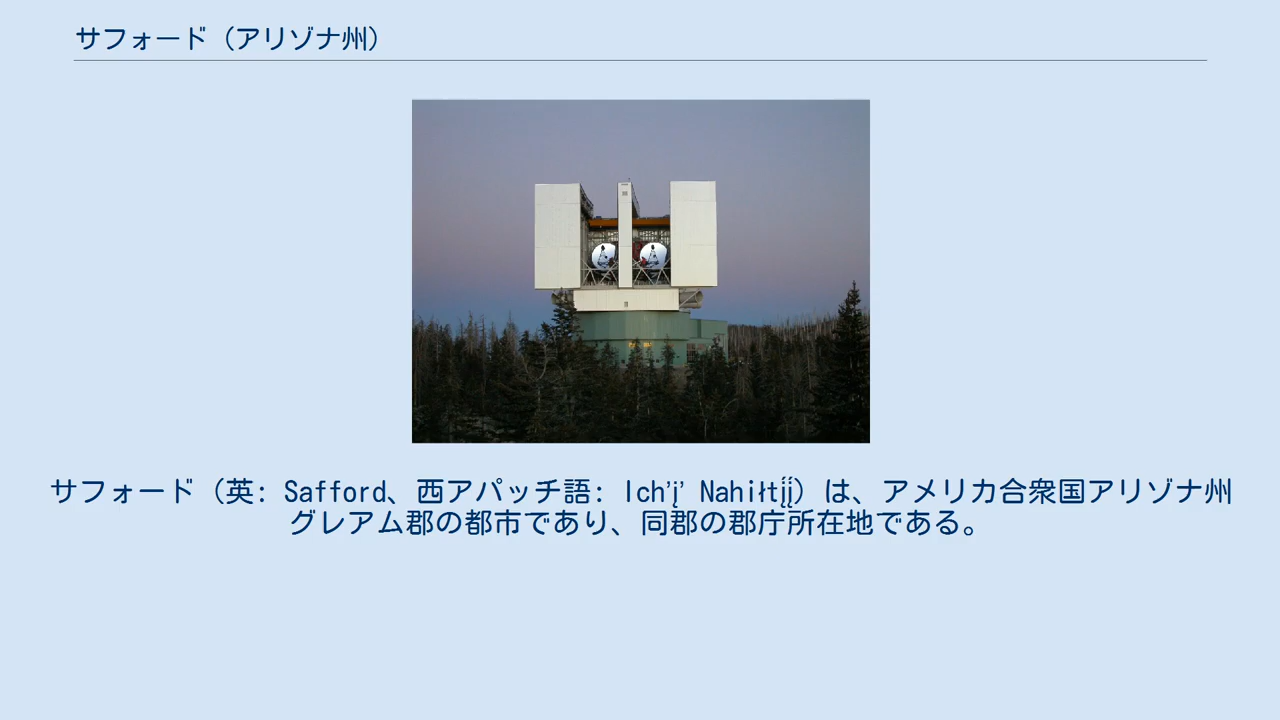 サフォード（アリゾナ州）
サフォード（英: Safford、西アパッチ語: Ich’į’ Nahiłtį́į́）は、アメリカ合衆国アリゾナ州
グレアム郡の都市であり、同郡の郡庁所在地である。